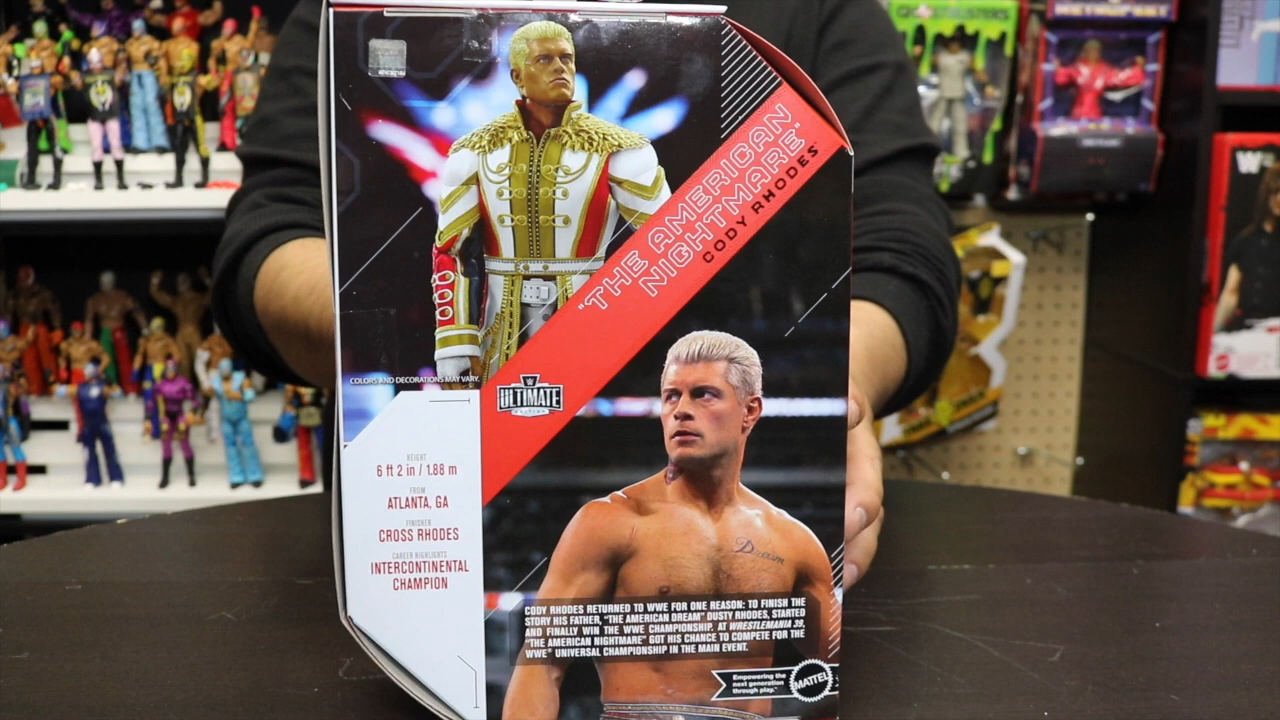 "THE AMERICAN
NIGHTMARE"
CODY RHODES
COLORS AND DECORATIONS MAY VARY.
W
ULTIMATE
EDITION
HEIGHT
6 ft 2 in / 1.88 m
FROM
ATLANTA, GA
FINISHER
CROSS RHODES
CAREER HIGHLIGHTS
INTERCONTINENTAL
CHAMPION
Dream
CODY RHODES RETURNED TO WWE FOR ONE REASON: TO FINISH THE
STORY HIS FATHER, "THE AMERICAN DREAM" DUSTY RHODES, STARTED
AND FINALLY WIN THE WWE CHAMPIONSHIP. AT WRESTLEMANIA 39,
"THE AMERICAN NIGHTMARE" GOT HIS CHANCE TO COMPETE FOR THE
WWE® UNIVERSAL CHAMPIONSHIP IN THE MAIN EVENT.
Empowering the
next generation
through play.™
MATTEL